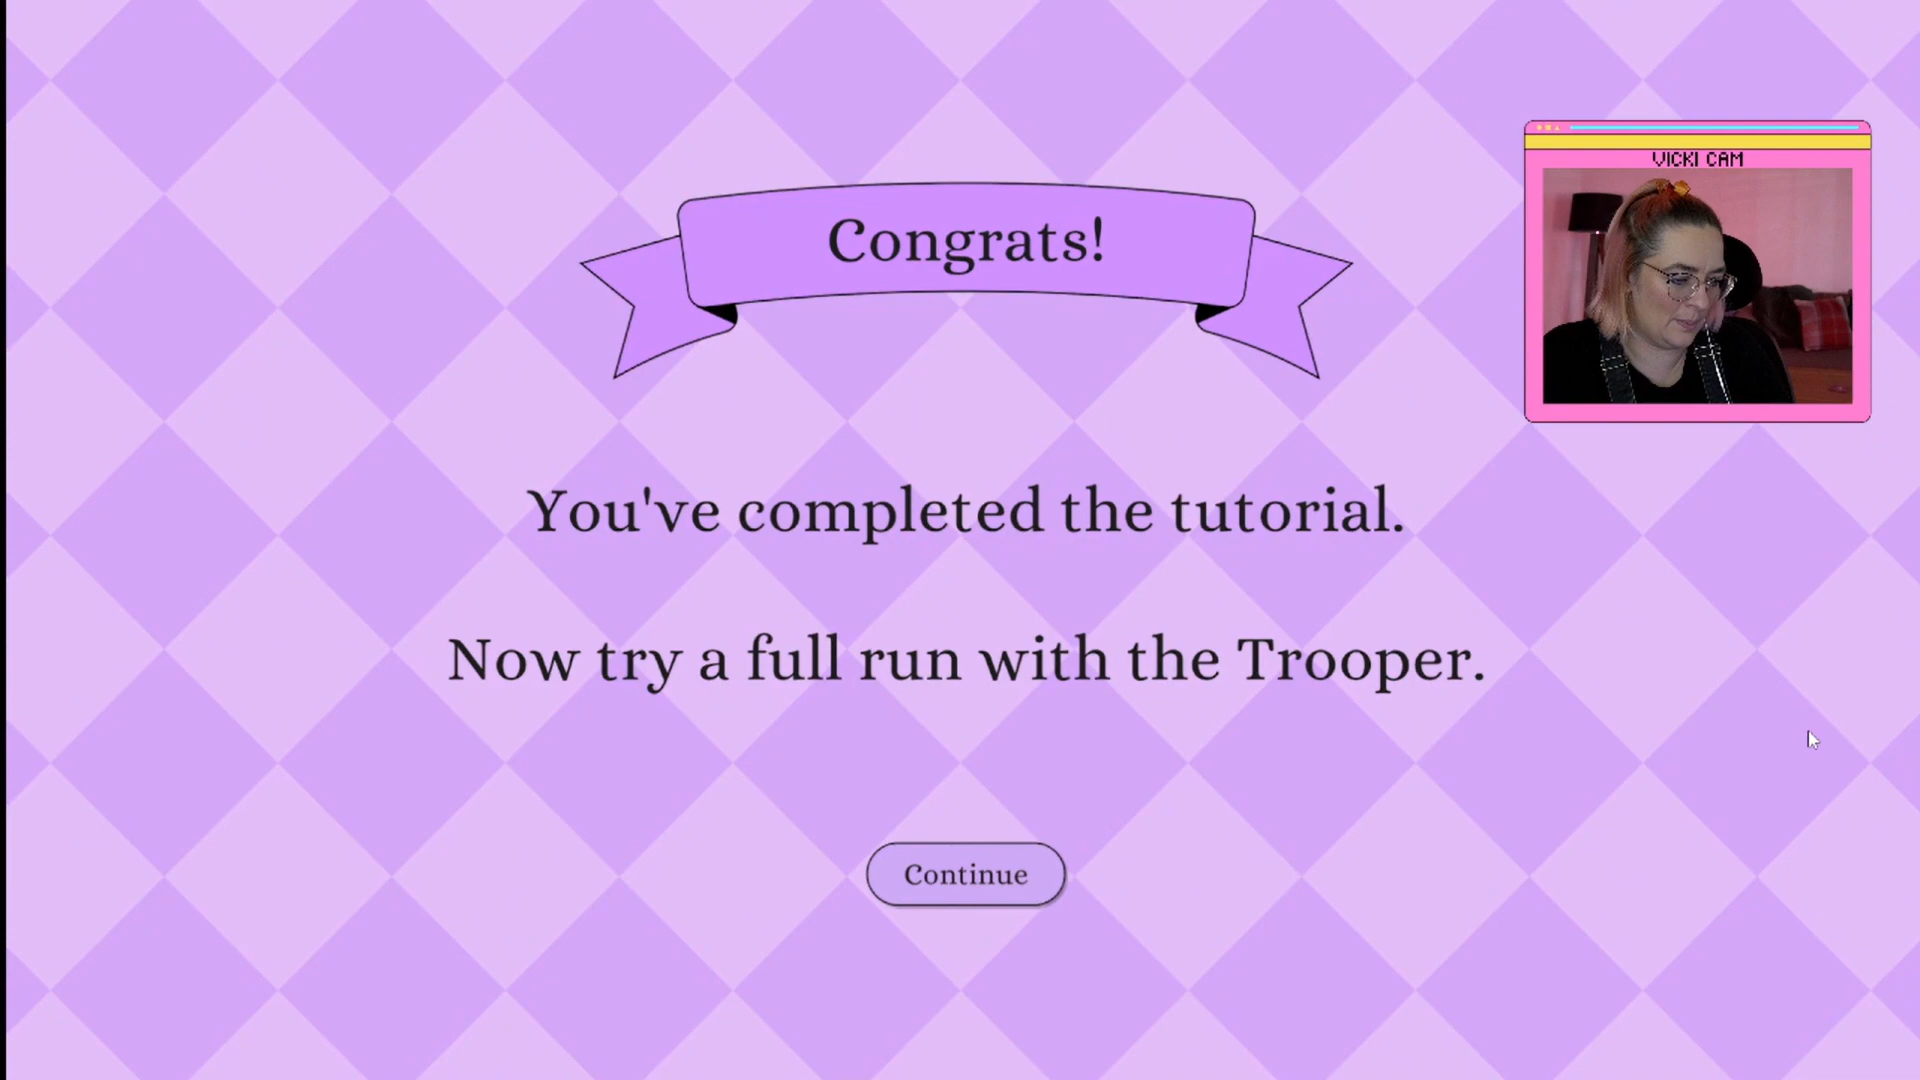 VICKI CAM
Congrats!
You've completed the tutorial.
Now try a full run with the Trooper.
Continue